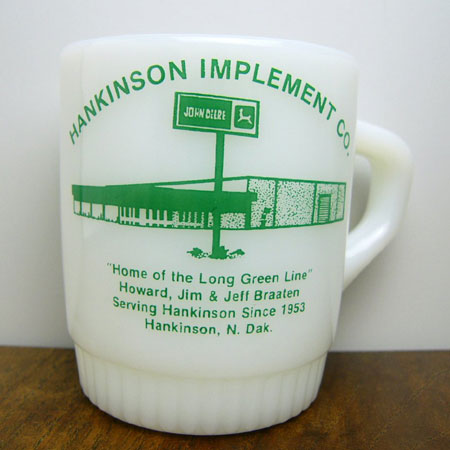 HANKINSON IMPLEMENT CO.
JOHN DEERE
"Home of the Long Green Line"
Howard, Jim & Jeff Braaten
Serving Hankinson Since 1953
Hankinson, N. Dak.